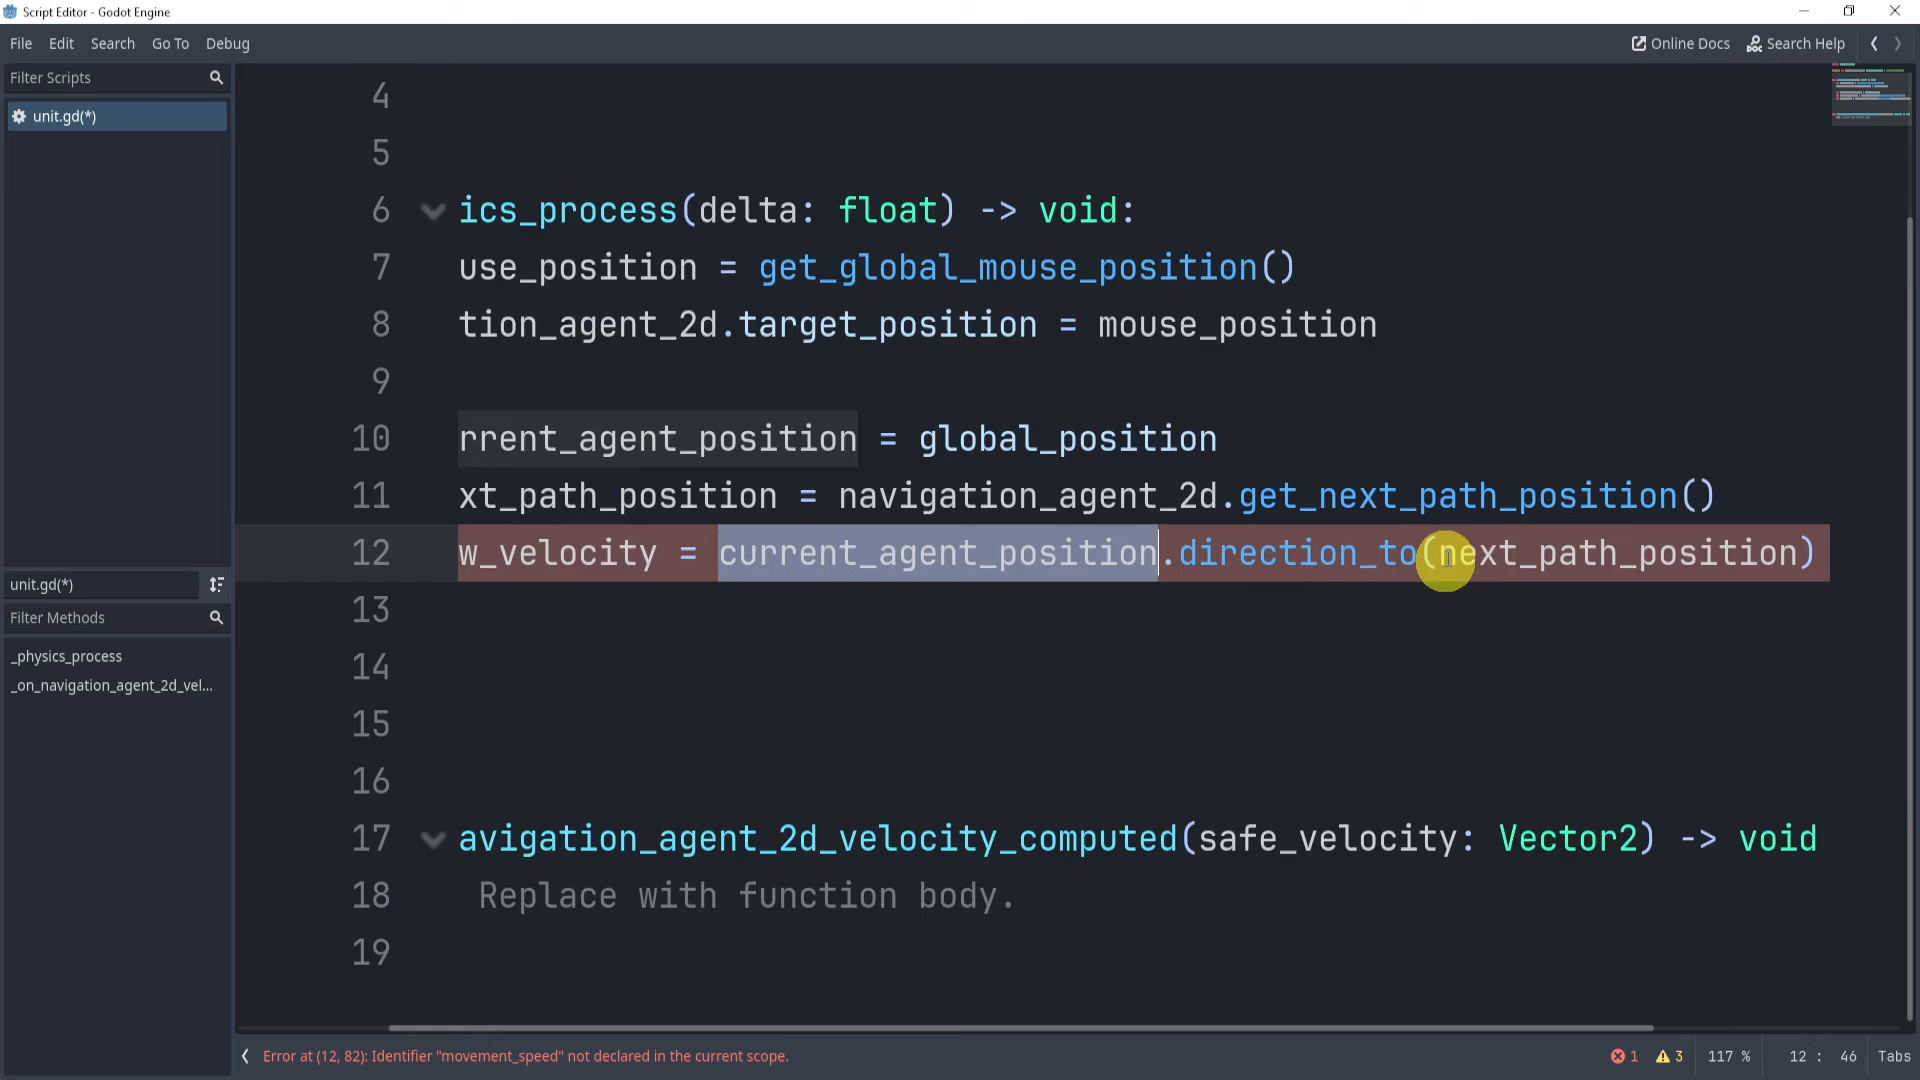 Script Editor - Godot Engine
File Edit Search Go To Debug
Online Docs Search Help
Filter Scripts
unit.gd(*)
unit.gd(*)
Filter Methods
_physics_process
_on_navigation_agent_2d_vel...
4
5
6 ics_process(delta: float) -> void:
7 use_position = get_global_mouse_position()
8 tion_agent_2d.target_position = mouse_position
9
10 rrent_agent_position = global_position
11 xt_path_position = navigation_agent_2d.get_next_path_position()
12 w_velocity = current_agent_position.direction_to(next_path_position)
13
14
15
16
17 avigation_agent_2d_velocity_computed(safe_velocity: Vector2) -> void
18 Replace with function body.
19
Error at (12, 82): Identifier "movement_speed" not declared in the current scope.
1 3 117 % 12 : 46 Tabs